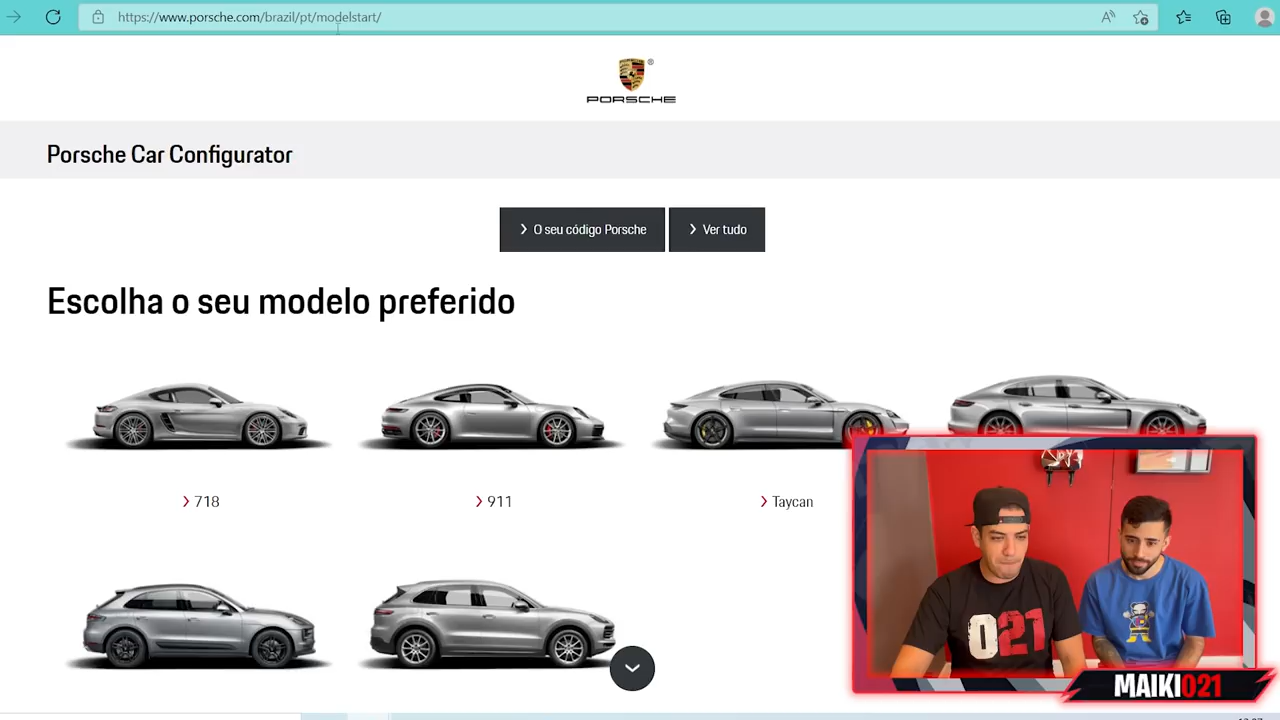 https://www.porsche.com/brazil/pt/modelstart/
PORSCHE
Porsche Car Configurator
O seu código Porsche
Ver tudo
Escolha o seu modelo preferido
718
911
Taycan
021
MAIKI021